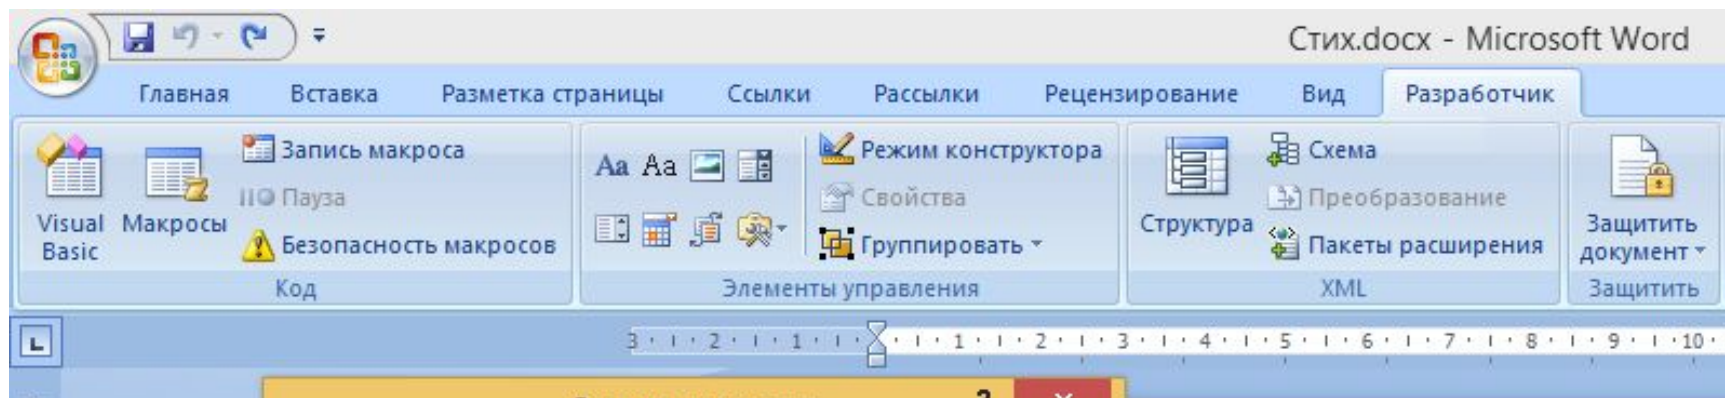 Стих.docx - Microsoft Word
Главная Вставка Разметка страницы Ссылки Рассылки Рецензирование Вид Разработчик
Visual Basic
Макросы
Запись макроса
Пауза
Безопасность макросов
Код
Aa Aa
Режим конструктора
Свойства
Группировать
Элементы управления
Структура
Схема
Преобразование
Пакеты расширения
XML
Защитить документ
Защитить
3 2 1 1 2 3 4 5 6 7 8 9 10